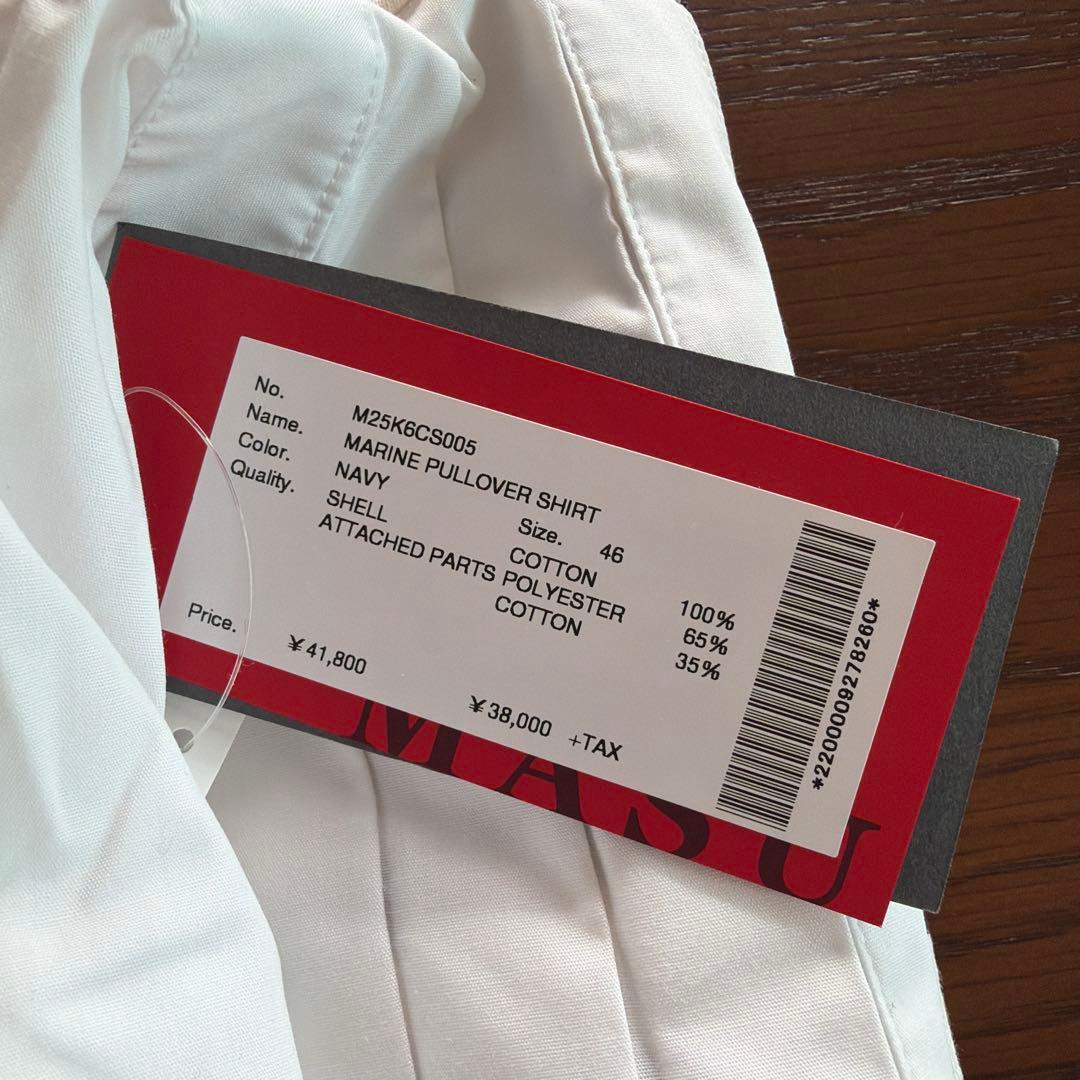 No. M25K6CS005
Name. MARINE PULLOVER SHIRT
Color. NAVY Size. 46
Quality. SHELL COTTON 100%
ATTACHED PARTS POLYESTER 65%
COTTON 35%
Price. ¥41,800
¥38,000 +TAX
*2200009278260*
MASU